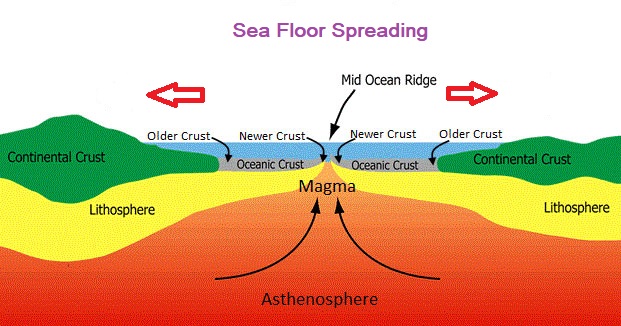 Sea Floor Spreading
Mid Ocean Ridge
Older Crust
Newer Crust
Newer Crust
Older Crust
Continental Crust
Oceanic Crust
Oceanic Crust
Continental Crust
Magma
Lithosphere
Lithosphere
Asthenosphere